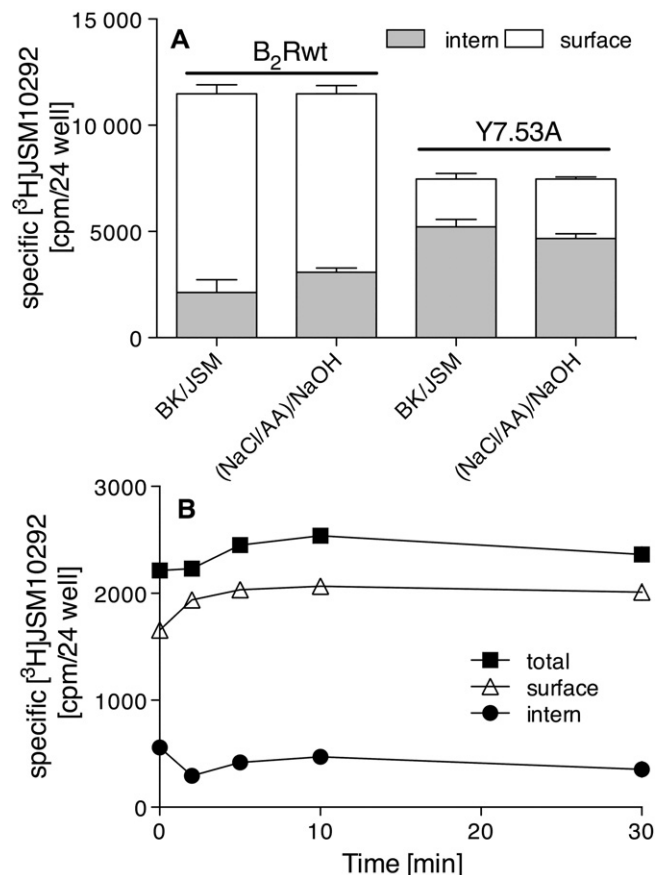 A
intern surface
B₂Rwt
Y7.53A
specific [³H]JSM10292
[cpm/24 well]
15 000
10 000
5000
0
BK/JSM
(NaCl/AA)/NaOH
BK/JSM
(NaCl/AA)/NaOH
B
specific [³H]JSM10292
[cpm/24 well]
3000
2000
1000
0
total
surface
intern
0 10 20 30
Time [min]